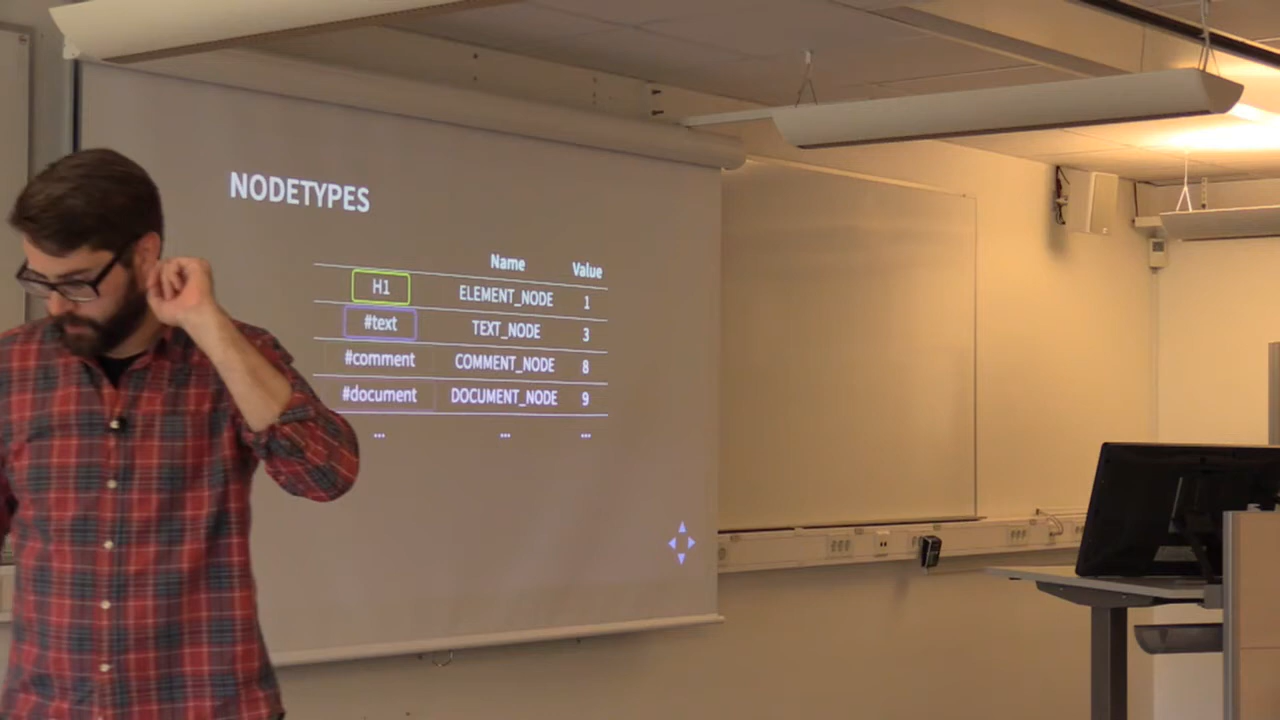 NODETYPES
Name Value
H1 ELEMENT_NODE 1
#text TEXT_NODE 3
#comment COMMENT_NODE 8
#document DOCUMENT_NODE 9
... ... ...